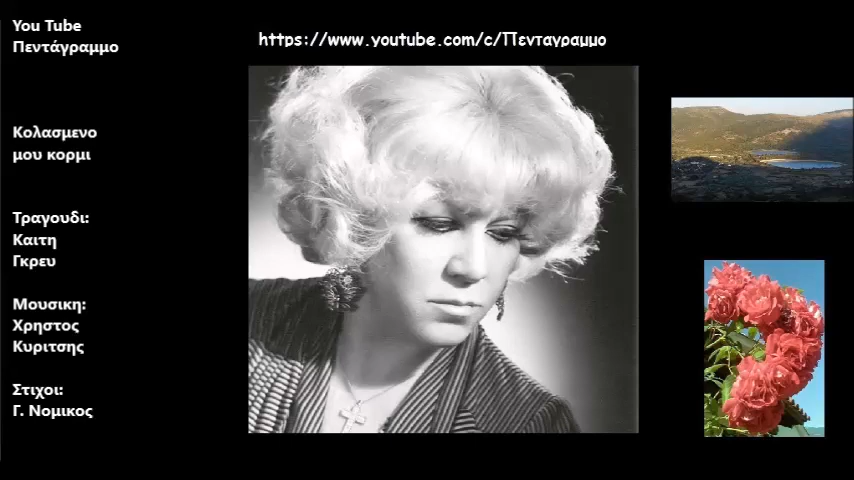 You Tube
Πεντάγραμμο
https://www.youtube.com/c/Πενταγραμμο
Κολασμενο
μου κορμι
Τραγουδι:
Καιτη
Γκρευ
Μουσικη:
Χρηστος
Κυριτσης
Στιχοι:
Γ. Νομικος